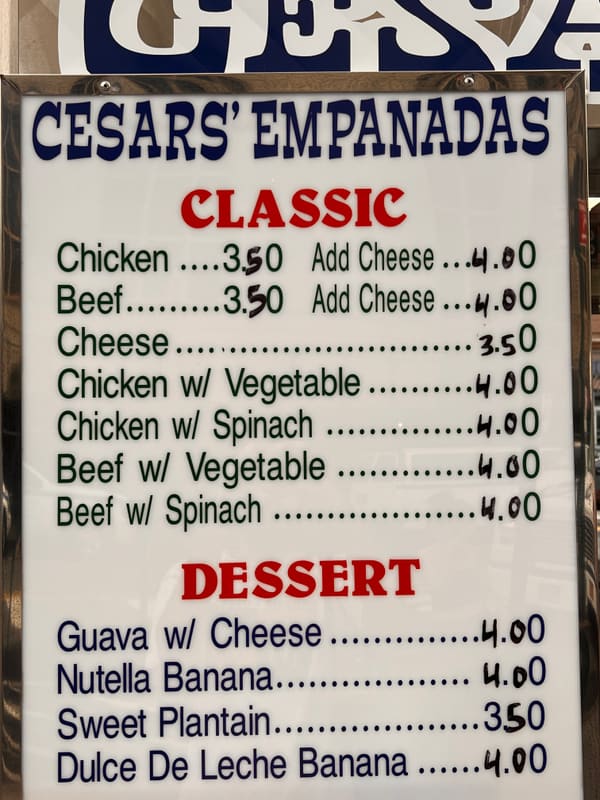 CESARS' EMPANADAS
CLASSIC
Chicken ....3.50 Add Cheese ...4.00
Beef.........3.50 Add Cheese ...4.00
Cheese ............................... 3.50
Chicken w/ Vegetable ..........4.00
Chicken w/ Spinach ..............4.00
Beef w/ Vegetable .............4.00
Beef w/ Spinach ....................4.00
DESSERT
Guava w/ Cheese ..............4.00
Nutella Banana................... 4.00
Sweet Plantain...................3.50
Dulce De Leche Banana ......4.00